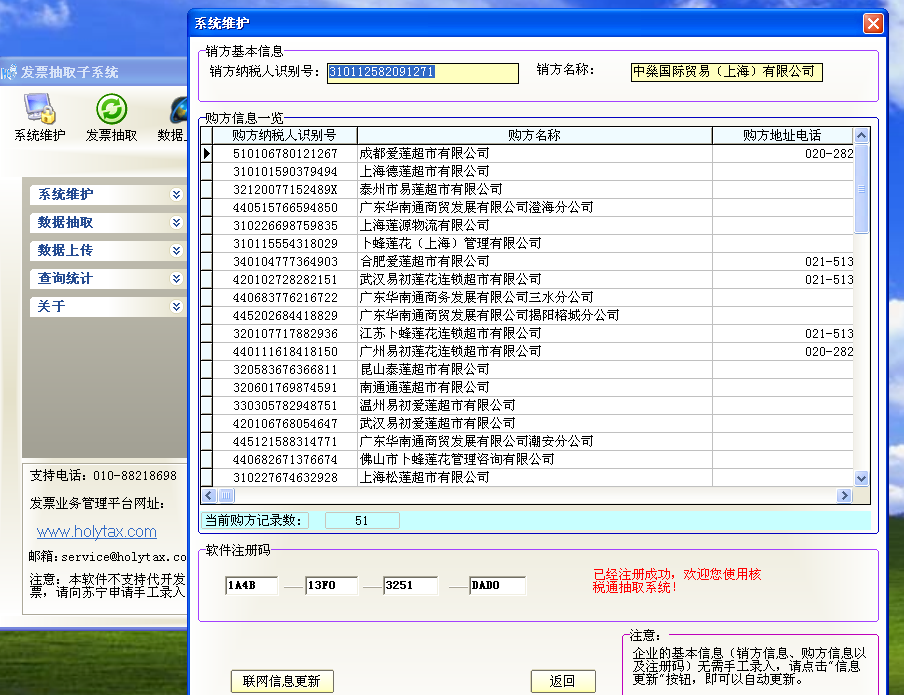 系统维护
销方基本信息
销方纳税人识别号: 310112582091271 销方名称: 中燊国际贸易（上海）有限公司
发票抽取子系统
系统维护 发票抽取 数据
系统维护
数据抽取
数据上传
查询统计
关于
支持电话: 010-88218698
发票业务管理平台网址:
www.holytax.com
邮箱:service@holytax.co
注意: 本软件不支持代开发
票，请向苏宁申请手工录入
购方信息一览
购方纳税人识别号 购方名称 购方地址电话
510106780121267 成都爱莲超市有限公司 020-282
310101590379494 上海德莲超市有限公司
32120077152489X 泰州市易莲超市有限公司
440515766594850 广东华南通商贸发展有限公司澄海分公司
310226698759835 上海莲源物流有限公司
310115554318029 卜蜂莲花（上海）管理有限公司
340104777364903 合肥爱莲超市有限公司 021-513
420102728282151 武汉易初莲花连锁超市有限公司 021-513
440683776216722 广东华南通商务发展有限公司三水分公司
445202684418829 广东华南通商贸发展有限公司揭阳榕城分公司
320107717882936 江苏卜蜂莲花连锁超市有限公司 021-513
440111618418150 广州易初莲花连锁超市有限公司 020-282
320583676366811 昆山泰莲超市有限公司
320601769874591 南通通莲超市有限公司
330305782948751 温州易初爱莲超市有限公司
420106768054647 武汉易初爱莲超市有限公司
445121588314771 广东华南通商贸发展有限公司潮安分公司
440682671376674 佛山市卜蜂莲花管理咨询有限公司
310227674632928 上海松莲超市有限公司
当前购方记录数: 51
软件注册码
1A4B — 13F0 — 3251 — DAD0
已经注册成功，欢迎您使用核
税通抽取系统!
联网信息更新 返回
注意:
企业的基本信息（销方信息、购方信息以
及注册码）无需手工录入，请点击"信息
更新"按钮，即可以自动更新。